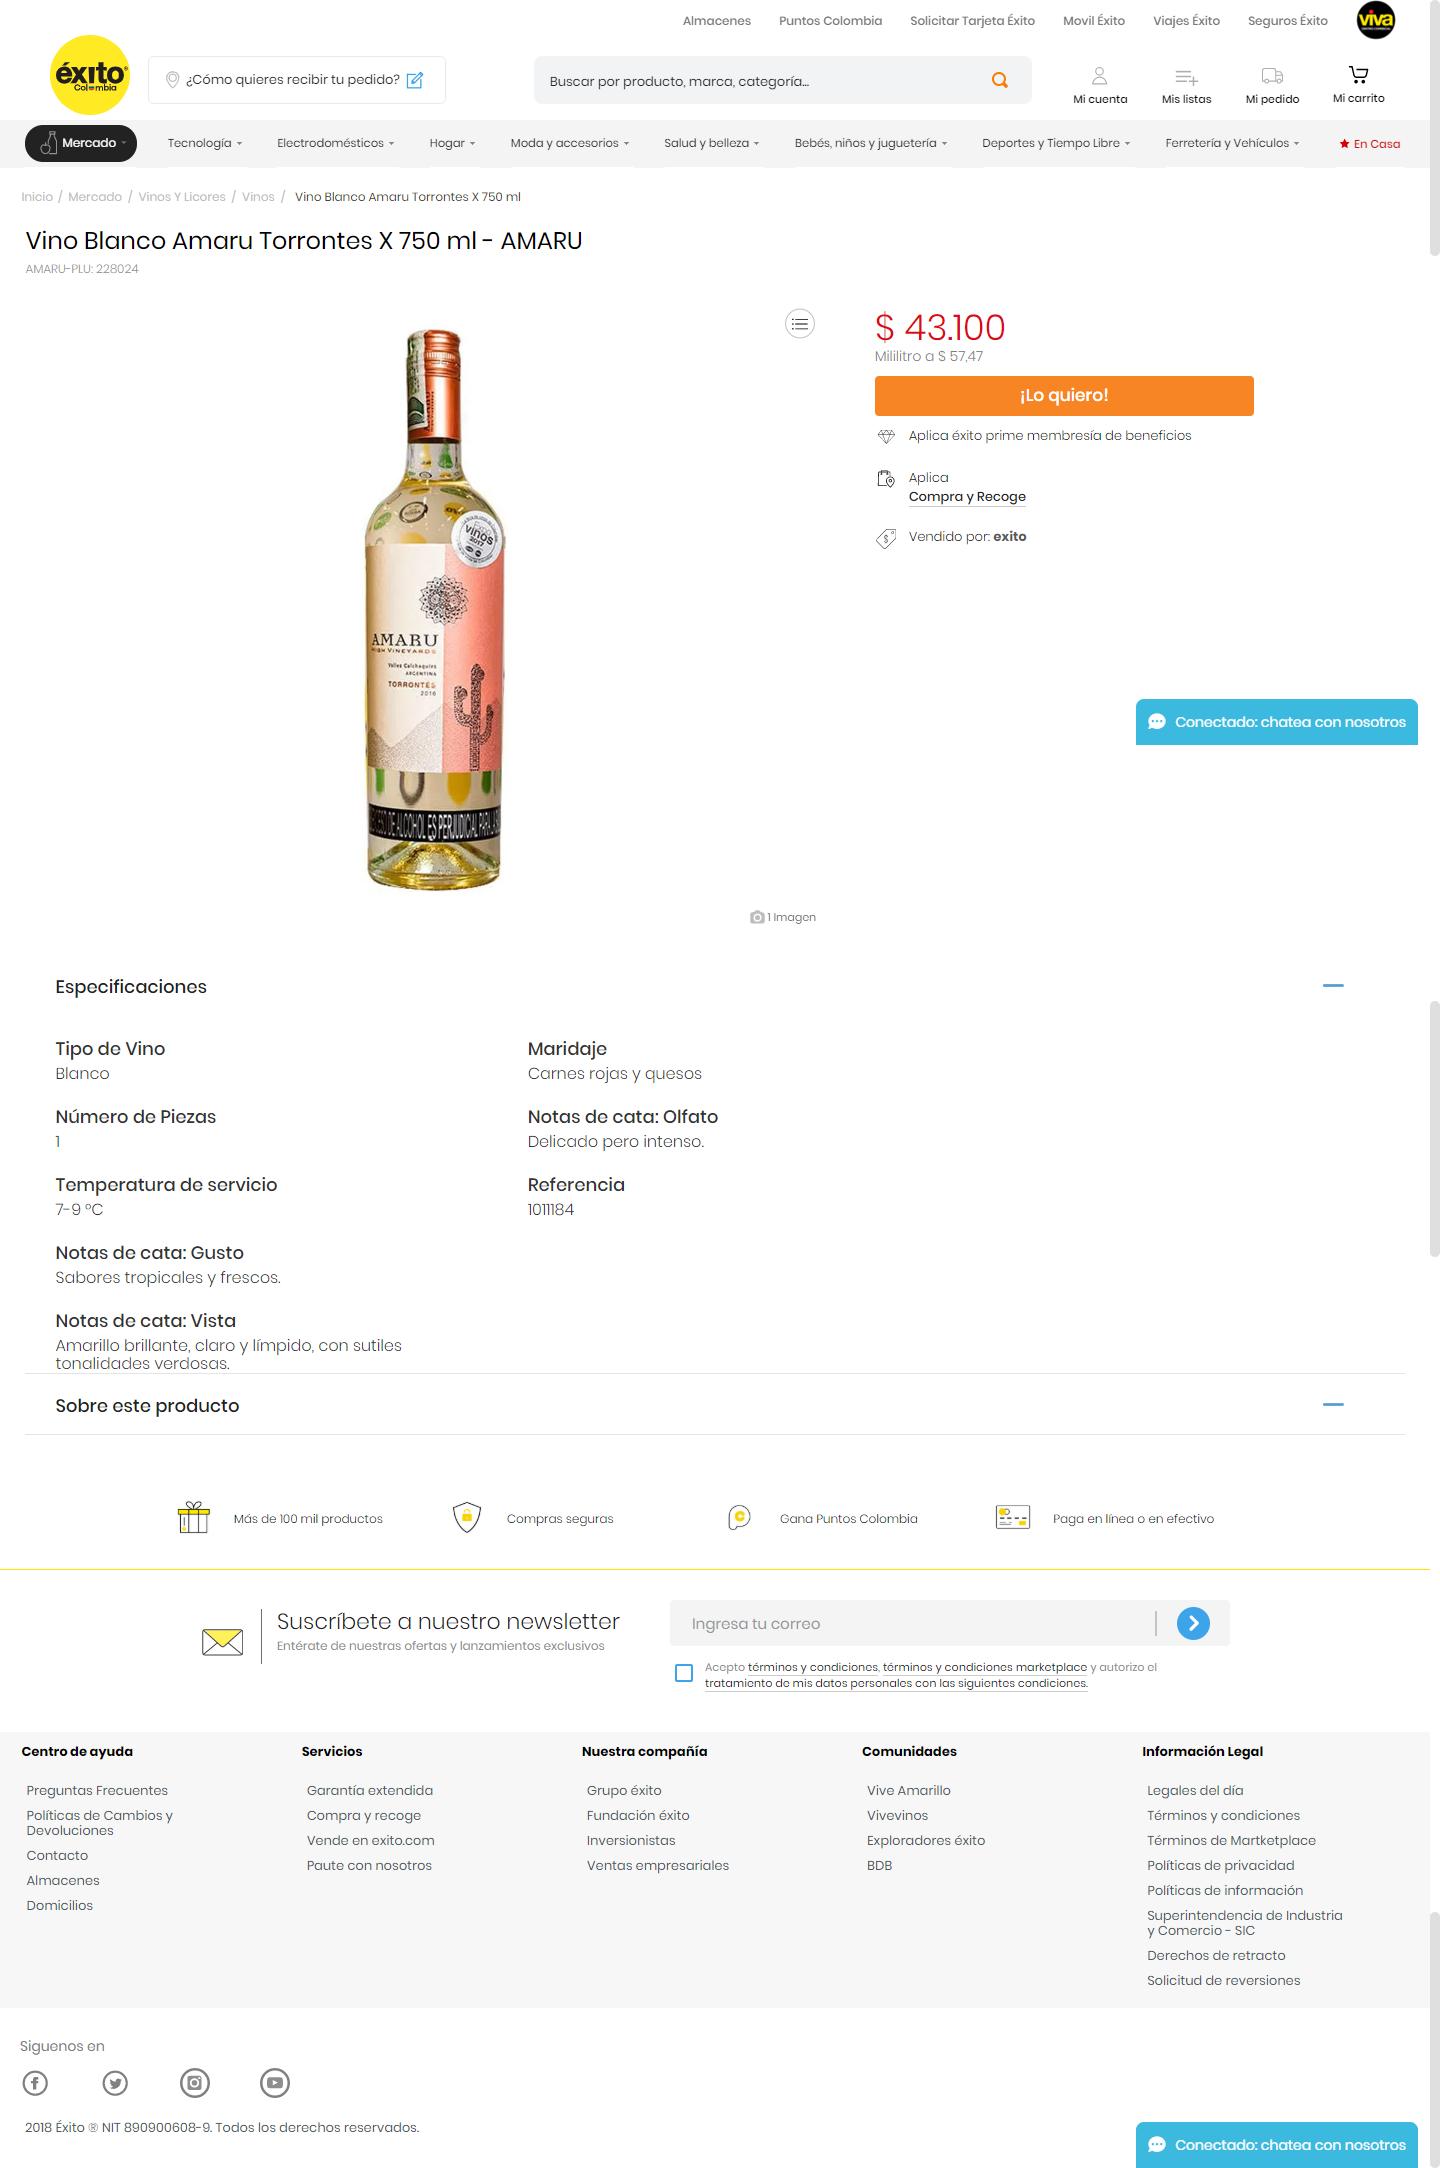 Almacenes Puntos Colombia Solicitar Tarjeta Éxito Movil Éxito Viajes Éxito Seguros Éxito viva
éxito
Colombia
¿Cómo quieres recibir tu pedido?
Buscar por producto, marca, categoría...
Mi cuenta Mis listas Mi pedido Mi carrito
Mercado Tecnología Electrodomésticos Hogar Moda y accesorios Salud y belleza Bebés, niños y juguetería Deportes y Tiempo Libre Ferretería y Vehículos En Casa
Inicio / Mercado / Vinos Y Licores / Vinos / Vino Blanco Amaru Torrontes X 750 ml
Vino Blanco Amaru Torrontes X 750 ml - AMARU
AMARU-PLU: 228024
vinos
2017
AMARU
HIGH VINEYARDS
Valles Calchaquíes
ARGENTINA
TORRONTÉS
2016
DE ALCOHOL ES PERJUDICIAL PARA LA
1 Imagen
$ 43.100
Mililitro a $ 57,47
¡Lo quiero!
Aplica éxito prime membresía de beneficios
Aplica
Compra y Recoge
Vendido por: exito
Conectado: chatea con nosotros
Especificaciones
Tipo de Vino
Blanco
Número de Piezas
1
Temperatura de servicio
7-9 °C
Notas de cata: Gusto
Sabores tropicales y frescos.
Notas de cata: Vista
Amarillo brillante, claro y límpido, con sutiles
tonalidades verdosas.
Maridaje
Carnes rojas y quesos
Notas de cata: Olfato
Delicado pero intenso.
Referencia
1011184
Sobre este producto
Más de 100 mil productos
Compras seguras
Gana Puntos Colombia
Paga en línea o en efectivo
Suscríbete a nuestro newsletter
Entérate de nuestras ofertas y lanzamientos exclusivos
Ingresa tu correo
Acepto términos y condiciones, términos y condiciones marketplace y autorizo el
tratamiento de mis datos personales con las siguientes condiciones.
Centro de ayuda
Preguntas Frecuentes
Políticas de Cambios y
Devoluciones
Contacto
Almacenes
Domicilios
Servicios
Garantía extendida
Compra y recoge
Vende en exito.com
Paute con nosotros
Nuestra compañía
Grupo éxito
Fundación éxito
Inversionistas
Ventas empresariales
Comunidades
Vive Amarillo
Vivevinos
Exploradores éxito
BDB
Información Legal
Legales del día
Términos y condiciones
Términos de Martketplace
Políticas de privacidad
Políticas de información
Superintendencia de Industria
y Comercio - SIC
Derechos de retracto
Solicitud de reversiones
Siguenos en
2018 Éxito ® NIT 890900608-9. Todos los derechos reservados.
Conectado: chatea con nosotros